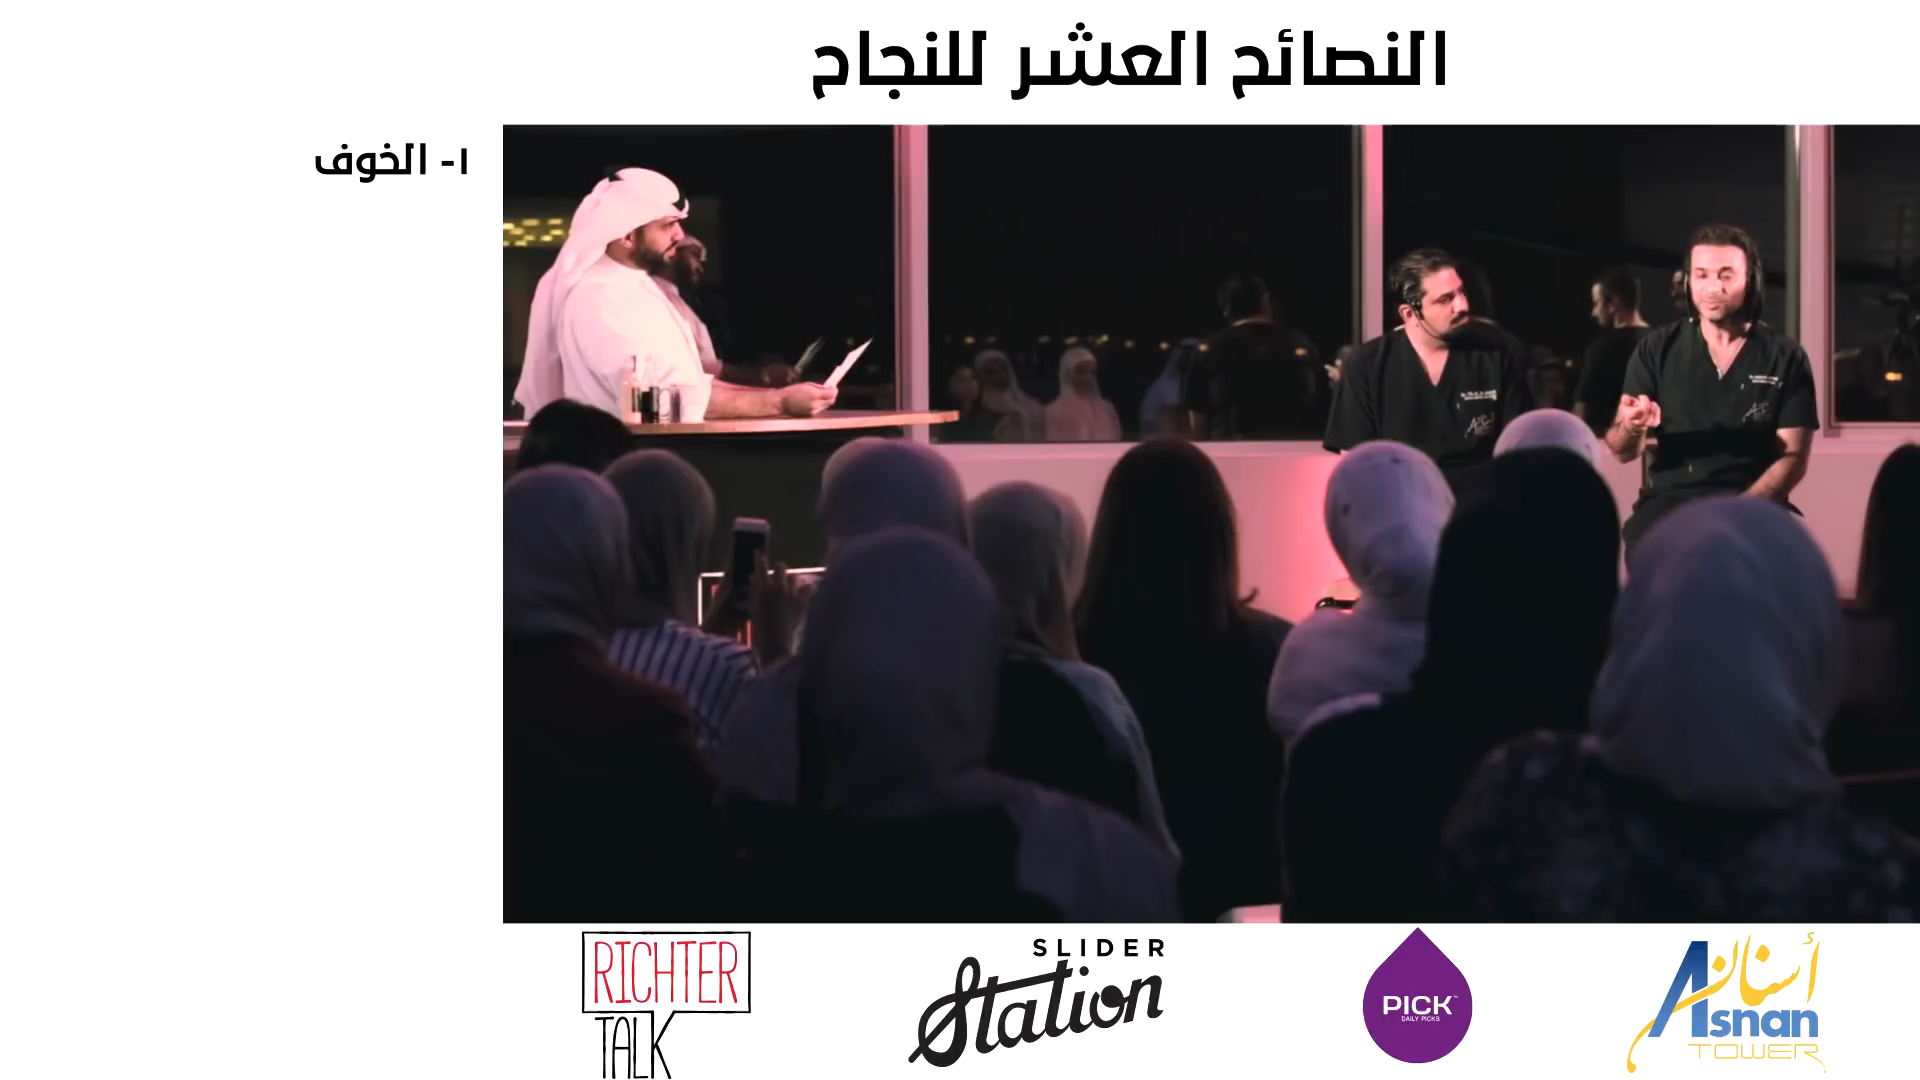 النصائح العشر للنجاح
١- الخوف
RICHTER
TALK
SLIDER
Station
PICK
DAILY PICKS
أسنان
Asnan
TOWER